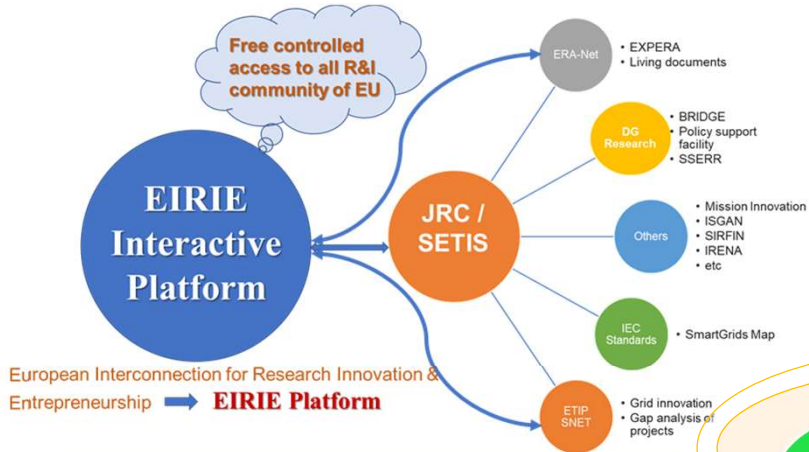 Free controlled
access to all R&I
community of EU
EIRIE
Interactive
Platform
European Interconnection for Research Innovation &
Entrepreneurship EIRIE Platform
JRC /
SETIS
ERA-Net
• EXPERA
• Living documents
DG
Research
• BRIDGE
• Policy support
facility
• SSERR
Others
• Mission Innovation
• ISGAN
• SIRFIN
• IRENA
• etc
IEC
Standards
• SmartGrids Map
ETIP
SNET
• Grid innovation
• Gap analysis of
projects